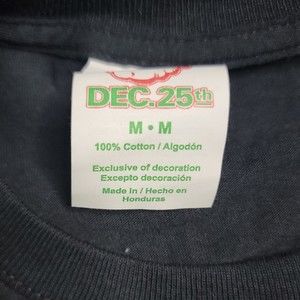 DEC. 25th
M • M
100% Cotton / Algodón
Exclusive of decoration
Excepto decoración
Made in / Hecho en
Honduras